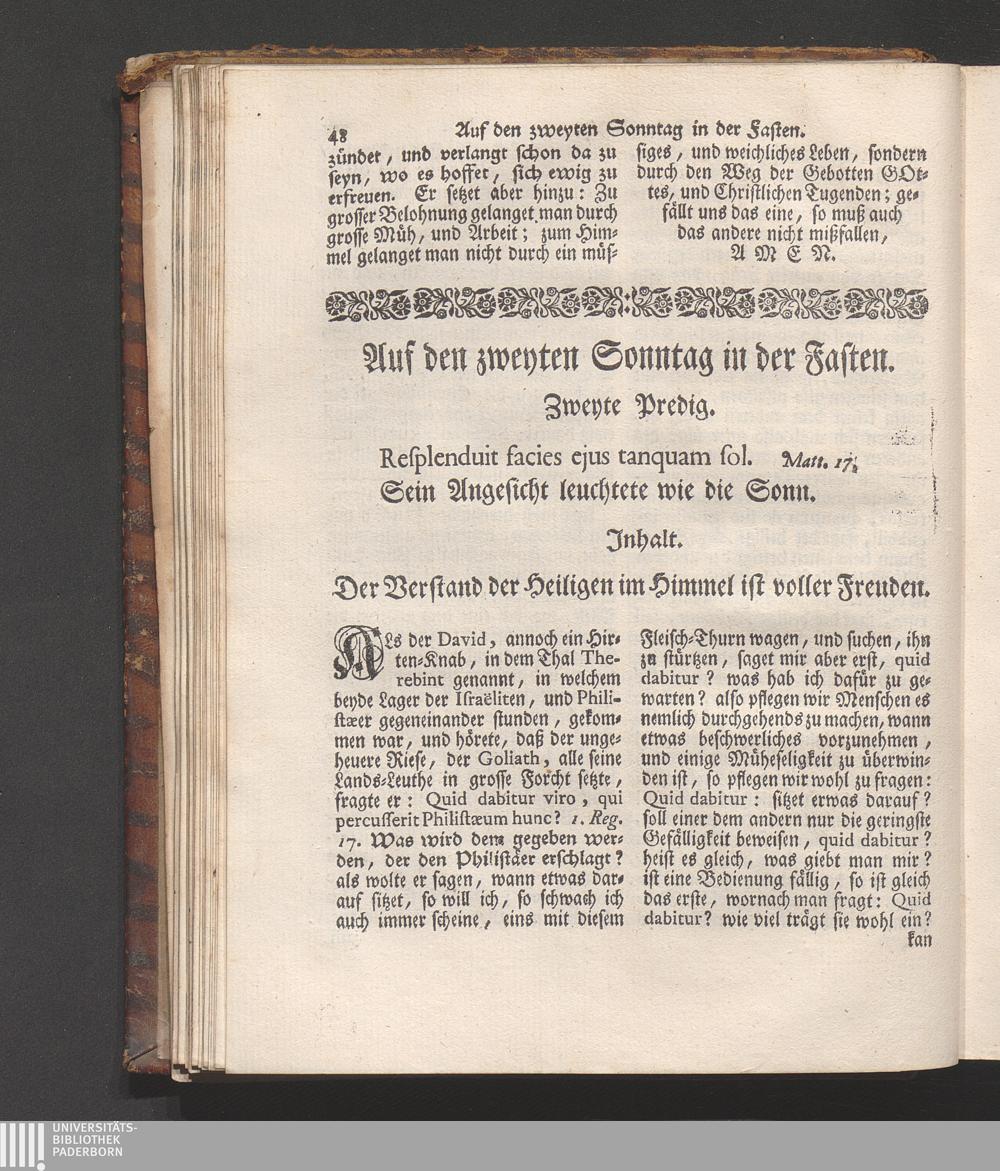 48
Auf den zweyten Sonntag in der Fasten.
zündet, und verlangt schon da zu
seyn, wo es hoffet, sich ewig zu
erfreuen. Er setzet aber hinzu: Zu
grosser Belohnung gelanget man durch
grosse Müh, und Arbeit; zum Him-
mel gelanget man nicht durch ein müs-
siges, und weichliches Leben, sondern
durch den Weg der Gebotten GOt-
tes, und Christlichen Tugenden; ge-
fällt uns das eine, so muß auch
das andere nicht mißfallen,
A M E N.
Auf den zweyten Sonntag in der Fasten.
Zweyte Predig.
Resplenduit facies ejus tanquam sol. Matt. 17.
Sein Angesicht leuchtete wie die Sonn.
Inhalt.
Der Verstand der Heiligen im Himmel ist voller Freuden.
Als der David, annoch ein Hir-
ten-Knab, in dem Thal The-
rebint genannt, in welchem
beyde Lager der Israëliten, und Phili-
stæer gegeneinander stunden, gekom-
men war, und hörete, daß der unge-
heuere Riese, der Goliath, alle seine
Lands-Leuthe in grosse Forcht setzte,
fragte er: Quid dabitur viro, qui
percusserit Philistæum hunc? 1. Reg.
17. Was wird dem gegeben wer-
den, der den Philistäer erschlagt?
als wolte er sagen, wann etwas dar-
auf sitzet, so will ich, so schwach ich
auch immer scheine, eins mit diesem
Fleisch-Thurn wagen, und suchen, ihn
zu stürtzen, saget mir aber erst, quid
dabitur? was hab ich dafür zu ge-
warten? also pflegen wir Menschen es
nemlich durchgehends zu machen, wann
etwas beschwerliches vorzunehmen,
und einige Müheseligkeit zu überwin-
den ist, so pflegen wir wohl zu fragen:
Quid dabitur: sitzet erwas darauf?
soll einer dem andern nur die geringste
Gefälligkeit beweisen, quid dabitur?
heist es gleich, was giebt man mir?
ist eine Bedienung fällig, so ist gleich
das erste, wornach man fragt: Quid
dabitur? wie viel trägt sie wohl ein?
kan
UNIVERSITÄTS-
BIBLIOTHEK
PADERBORN